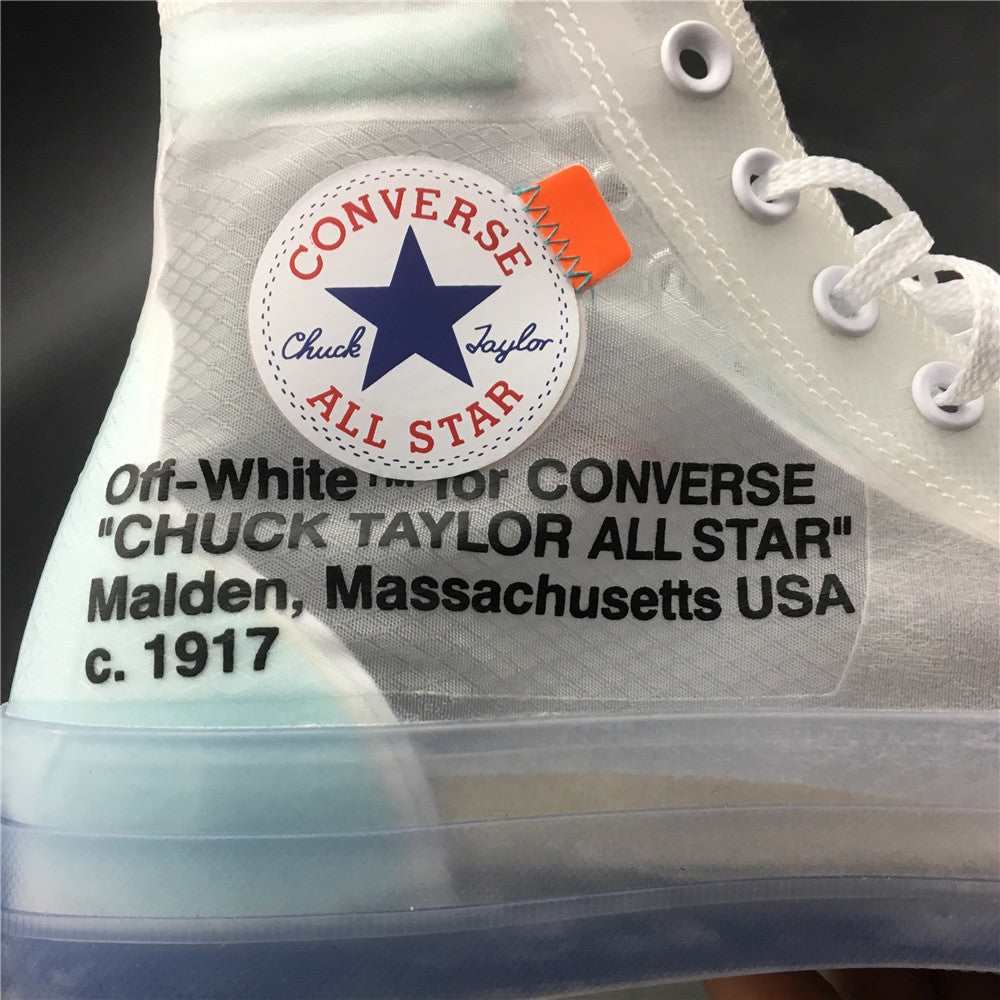 CONVERSE
Chuck Taylor
ALL STAR
Off-White™ for CONVERSE
"CHUCK TAYLOR ALL STAR"
Malden, Massachusetts USA
c. 1917